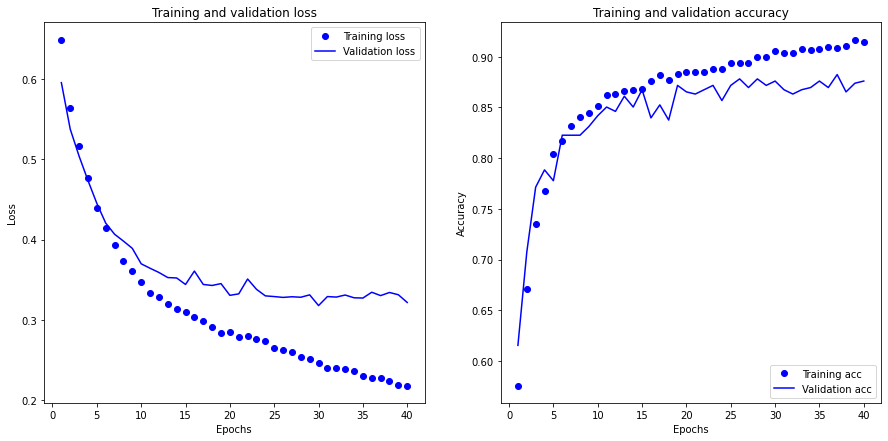 Training and validation loss
Training loss
Validation loss
0.6
0.5
0.4
0.3
0.2
Loss
0 5 10 15 20 25 30 35 40
Epochs
Training and validation accuracy
0.90
0.85
0.80
0.75
0.70
0.65
0.60
Accuracy
Training acc
Validation acc
0 5 10 15 20 25 30 35 40
Epochs